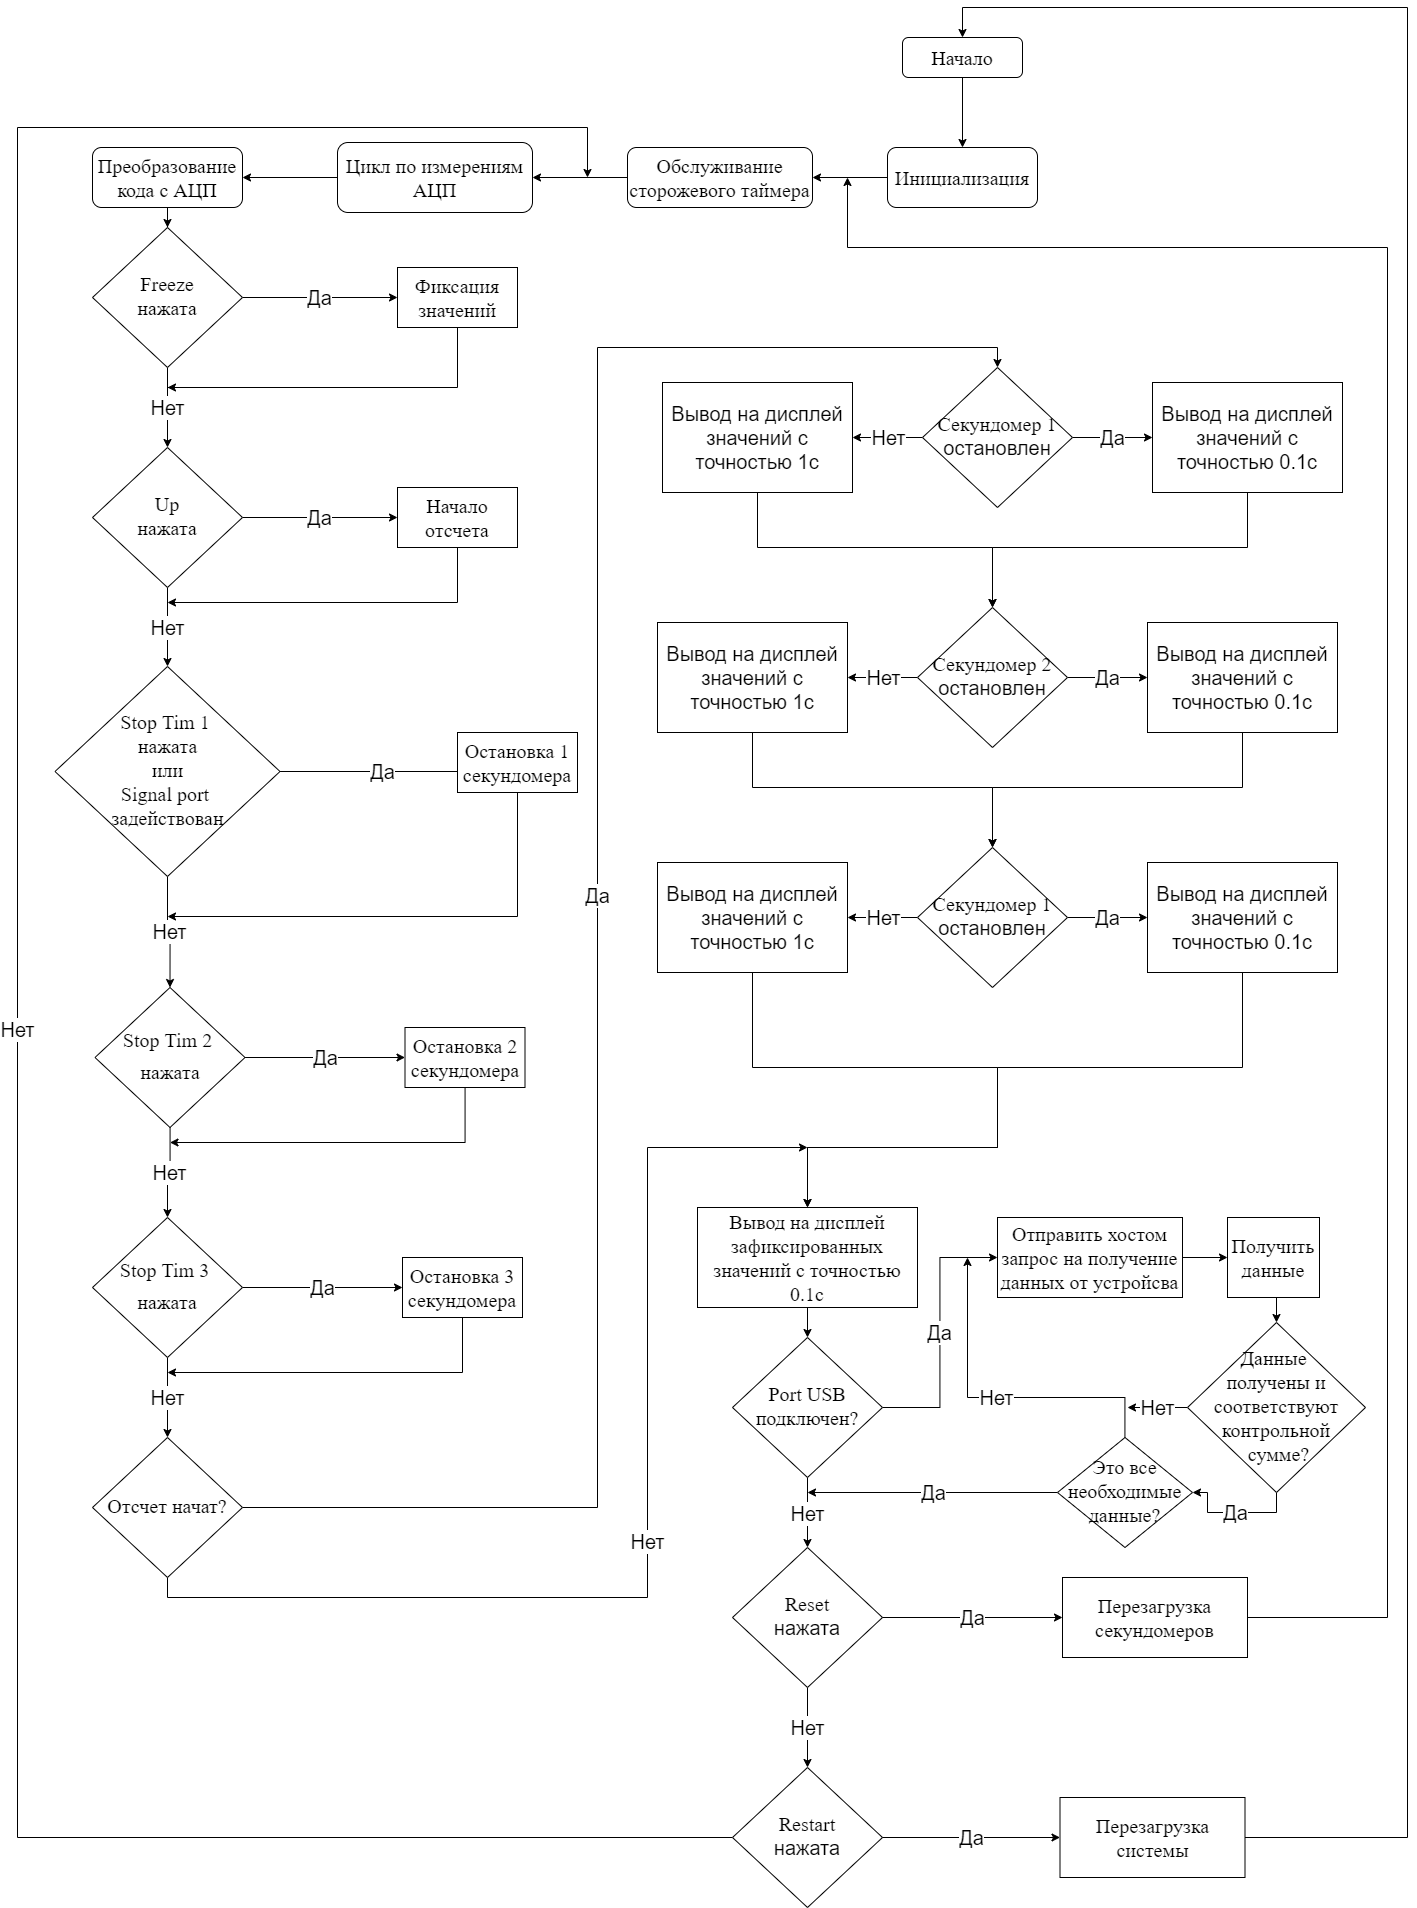 Начало
Инициализация
Обслуживание
сторожевого таймера
Цикл по измерениям
АЦП
Преобразование
кода с АЦП
Freeze
нажата
Да
Фиксация
значений
Нет
Up
нажата
Да
Начало
отсчета
Нет
Stop Tim 1
нажата
или
Signal port
задействован
Да
Остановка 1
секундомера
Нет
Stop Tim 2
нажата
Да
Остановка 2
секундомера
Нет
Stop Tim 3
нажата
Да
Остановка 3
секундомера
Нет
Отсчет начат?
Да
Нет
Секундомер 1
остановлен
Нет
Вывод на дисплей
значений с
точностью 1с
Да
Вывод на дисплей
значений с
точностью 0.1с
Секундомер 2
остановлен
Нет
Вывод на дисплей
значений с
точностью 1с
Да
Вывод на дисплей
значений с
точностью 0.1с
Секундомер 1
остановлен
Нет
Вывод на дисплей
значений с
точностью 1с
Да
Вывод на дисплей
значений с
точностью 0.1с
Вывод на дисплей
зафиксированных
значений с точностью
0.1с
Port USB
подключен?
Да
Отправить хостом
запрос на получение
данных от устройсва
Получить
данные
Данные
получены и
соответствуют
контрольной
сумме?
Нет
Нет
Да
Это все
необходимые
данные?
Да
Нет
Reset
нажата
Да
Перезагрузка
секундомеров
Нет
Restart
нажата
Да
Перезагрузка
системы
Нет